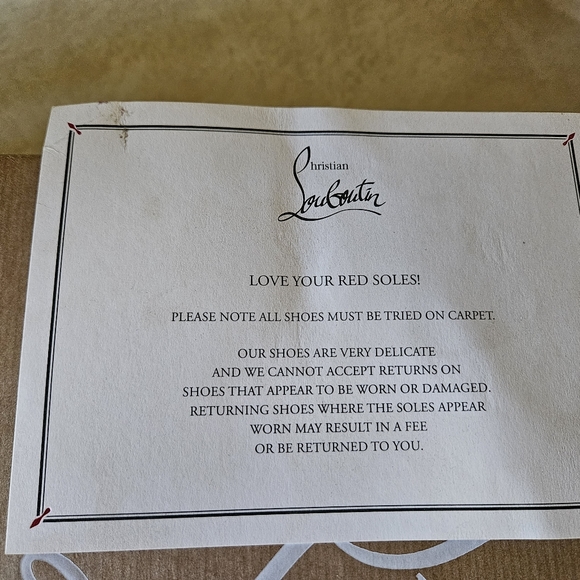 Christian
Louboutin
LOVE YOUR RED SOLES!
PLEASE NOTE ALL SHOES MUST BE TRIED ON CARPET.
OUR SHOES ARE VERY DELICATE
AND WE CANNOT ACCEPT RETURNS ON
SHOES THAT APPEAR TO BE WORN OR DAMAGED.
RETURNING SHOES WHERE THE SOLES APPEAR
WORN MAY RESULT IN A FEE
OR BE RETURNED TO YOU.